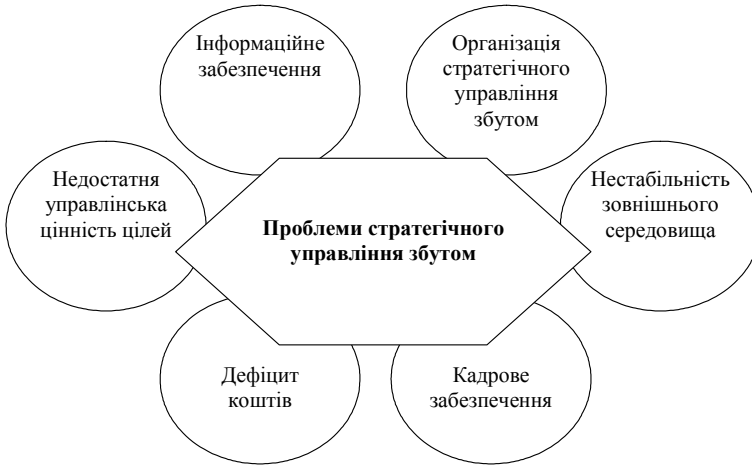 Інформаційне
забезпечення
Організація
стратегічного
управління
збутом
Недостатня
управлінська
цінність цілей
Проблеми стратегічного
управління збутом
Нестабільність
зовнішнього
середовища
Дефіцит
коштів
Кадрове
забезпечення